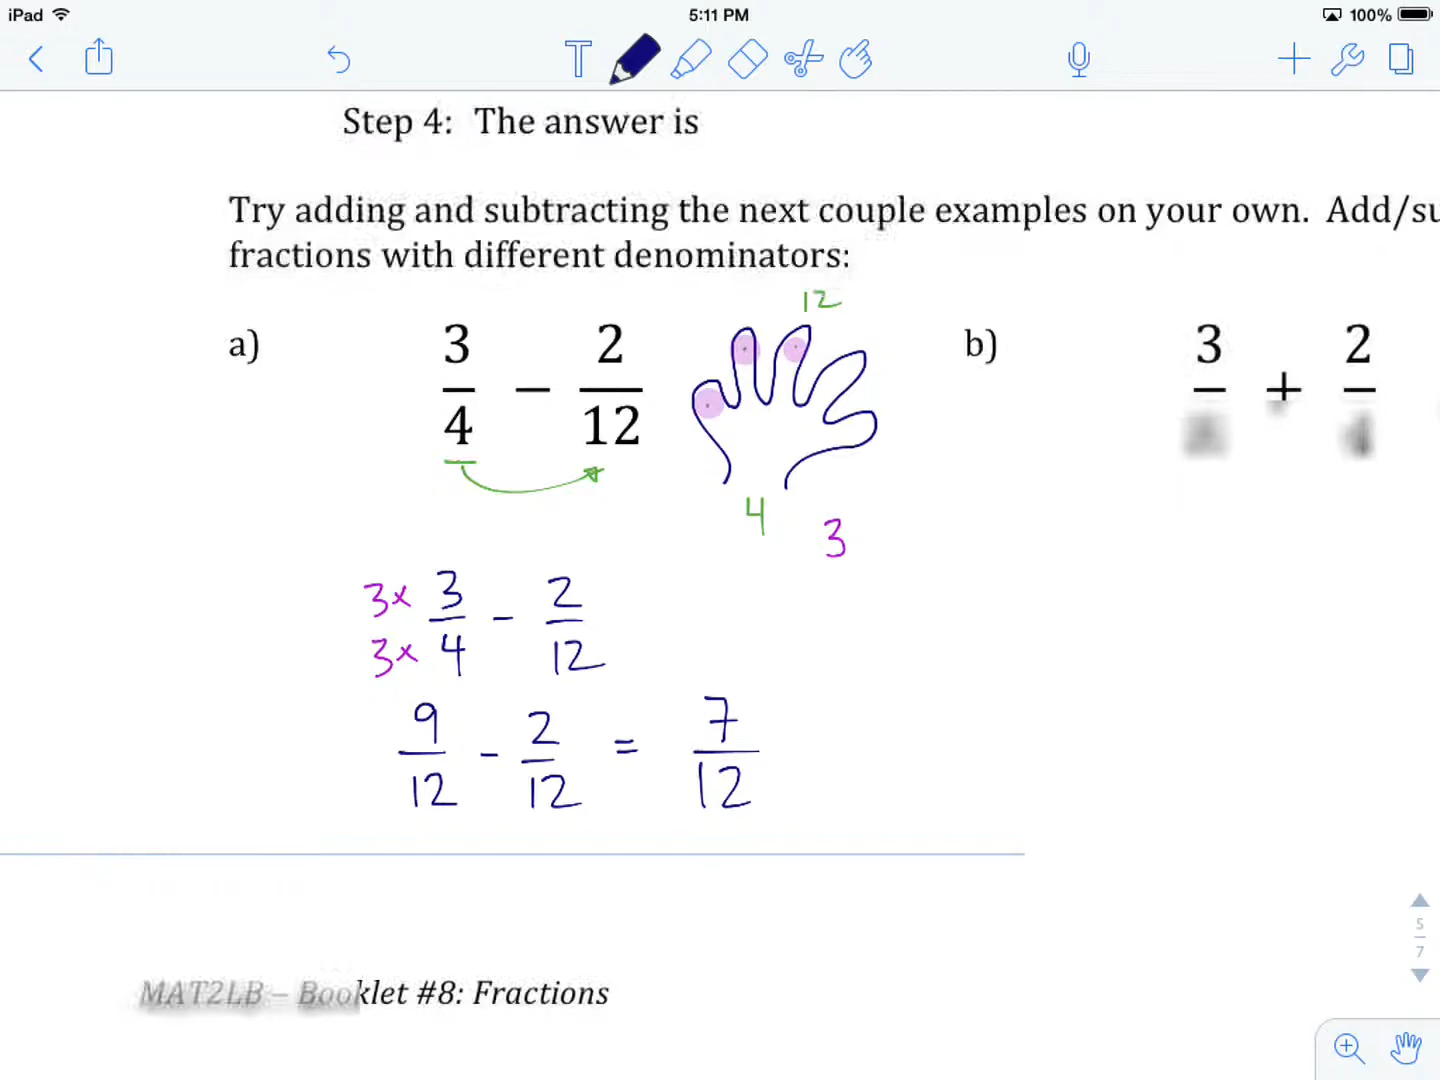 iPad 5:11 PM 100%
T
Step 4: The answer is
Try adding and subtracting the next couple examples on your own. Add/su
fractions with different denominators:
12
a) 3/4 − 2/12
4
3
b) 3 + 2
3× 3/3× 4 - 2/12
9/12 - 2/12 = 7/12
5
7
MAT2LB – Booklet #8: Fractions